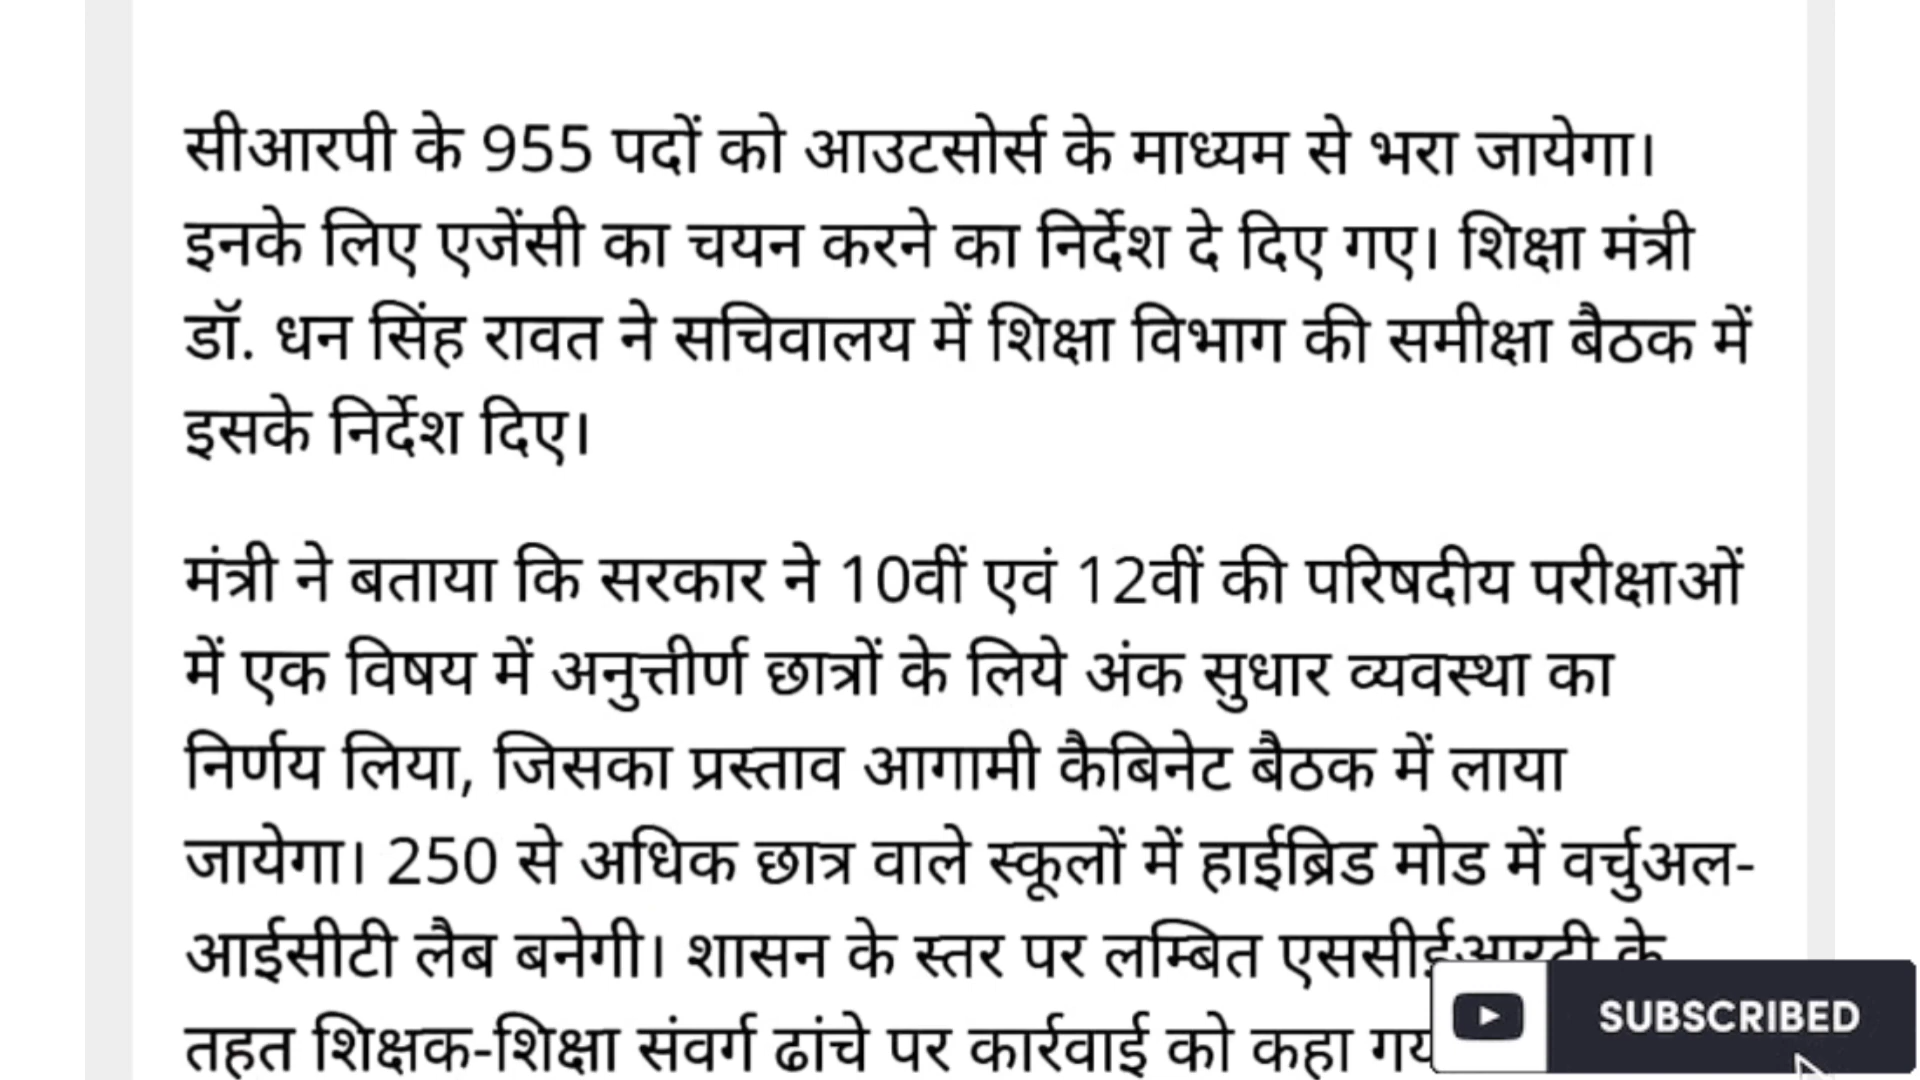 सीआरपी के 955 पदों को आउटसोर्स के माध्यम से भरा जायेगा।
इनके लिए एजेंसी का चयन करने का निर्देश दे दिए गए। शिक्षा मंत्री
डॉ. धन सिंह रावत ने सचिवालय में शिक्षा विभाग की समीक्षा बैठक में
इसके निर्देश दिए।
मंत्री ने बताया कि सरकार ने 10वीं एवं 12वीं की परिषदीय परीक्षाओं
में एक विषय में अनुत्तीर्ण छात्रों के लिये अंक सुधार व्यवस्था का
निर्णय लिया, जिसका प्रस्ताव आगामी कैबिनेट बैठक में लाया
जायेगा। 250 से अधिक छात्र वाले स्कूलों में हाईब्रिड मोड में वर्चुअल-
आईसीटी लैब बनेगी। शासन के स्तर पर लम्बित एससीईआरटी के
तहत शिक्षक-शिक्षा संवर्ग ढांचे पर कार्रवाई को कहा
SUBSCRIBED